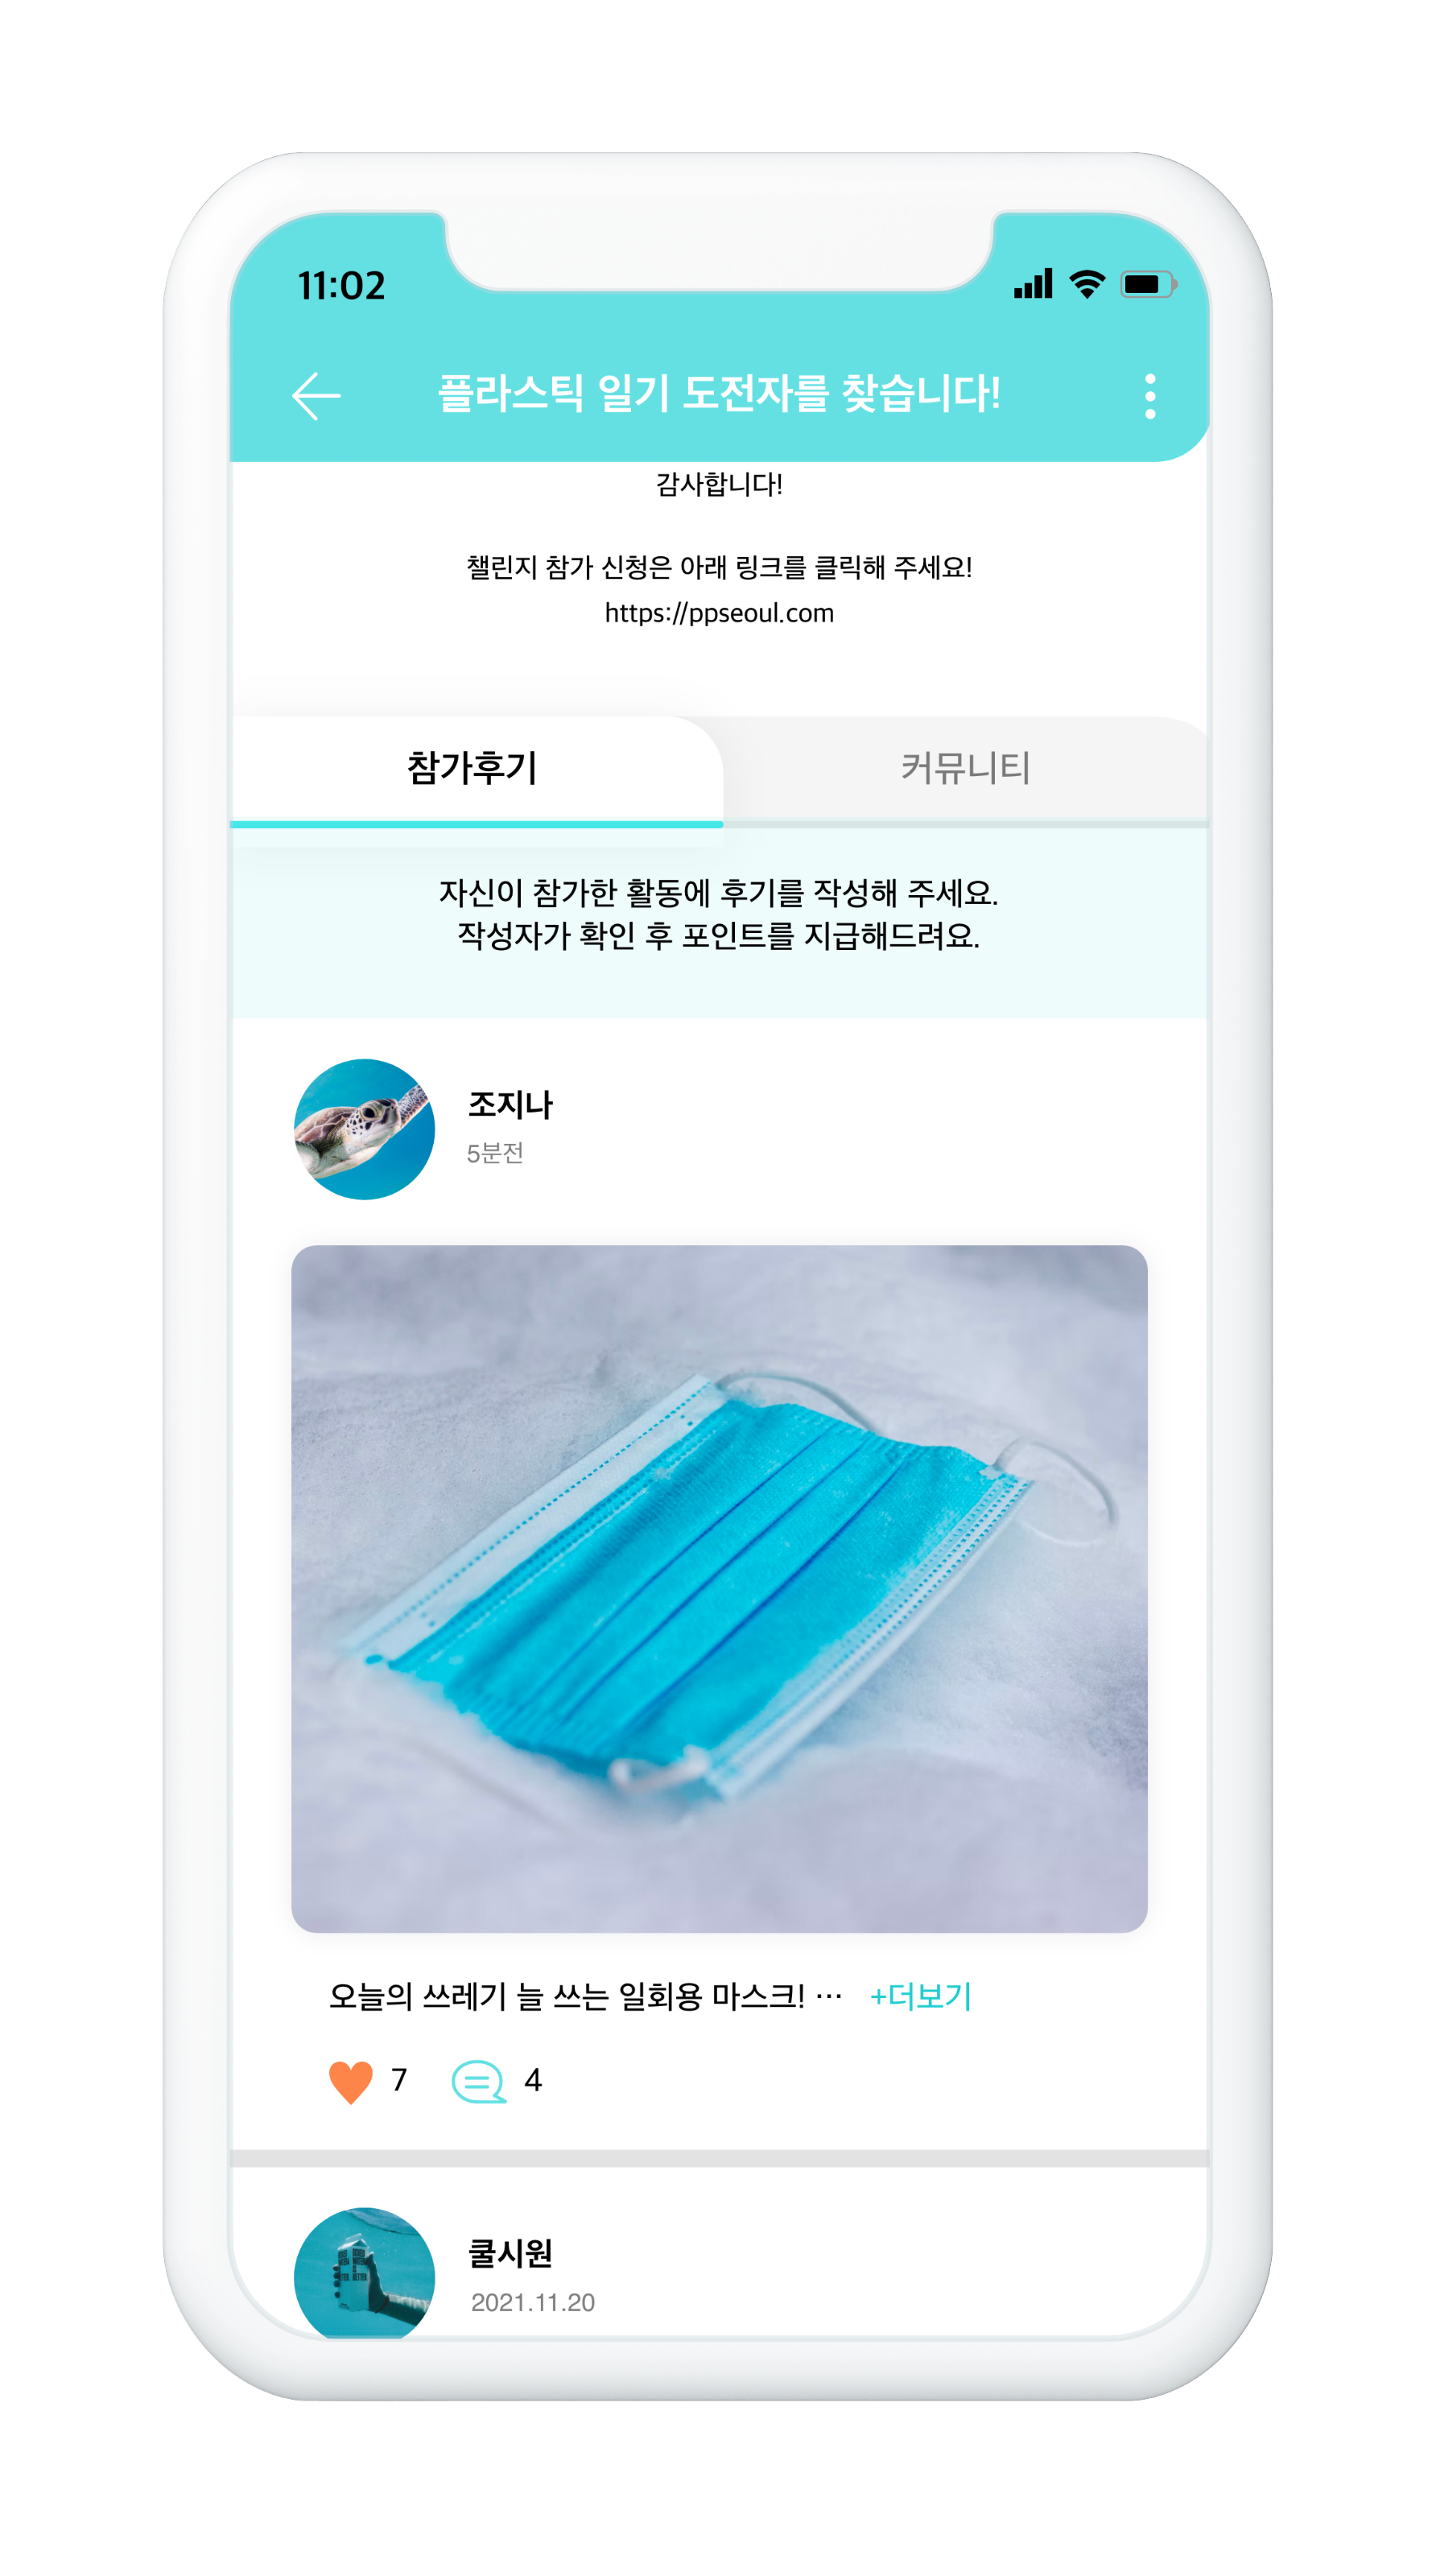 11:02
플라스틱 일기 도전자를 찾습니다!
감사합니다!
챌린지 참가 신청은 아래 링크를 클릭해 주세요!
https://ppseoul.com
참가후기
커뮤니티
자신이 참가한 활동에 후기를 작성해 주세요.
작성자가 확인 후 포인트를 지급해드려요.
조지나
5분전
오늘의 쓰레기 늘 쓰는 일회용 마스크! ··· +더보기
7 4
쿨시원
2021.11.20